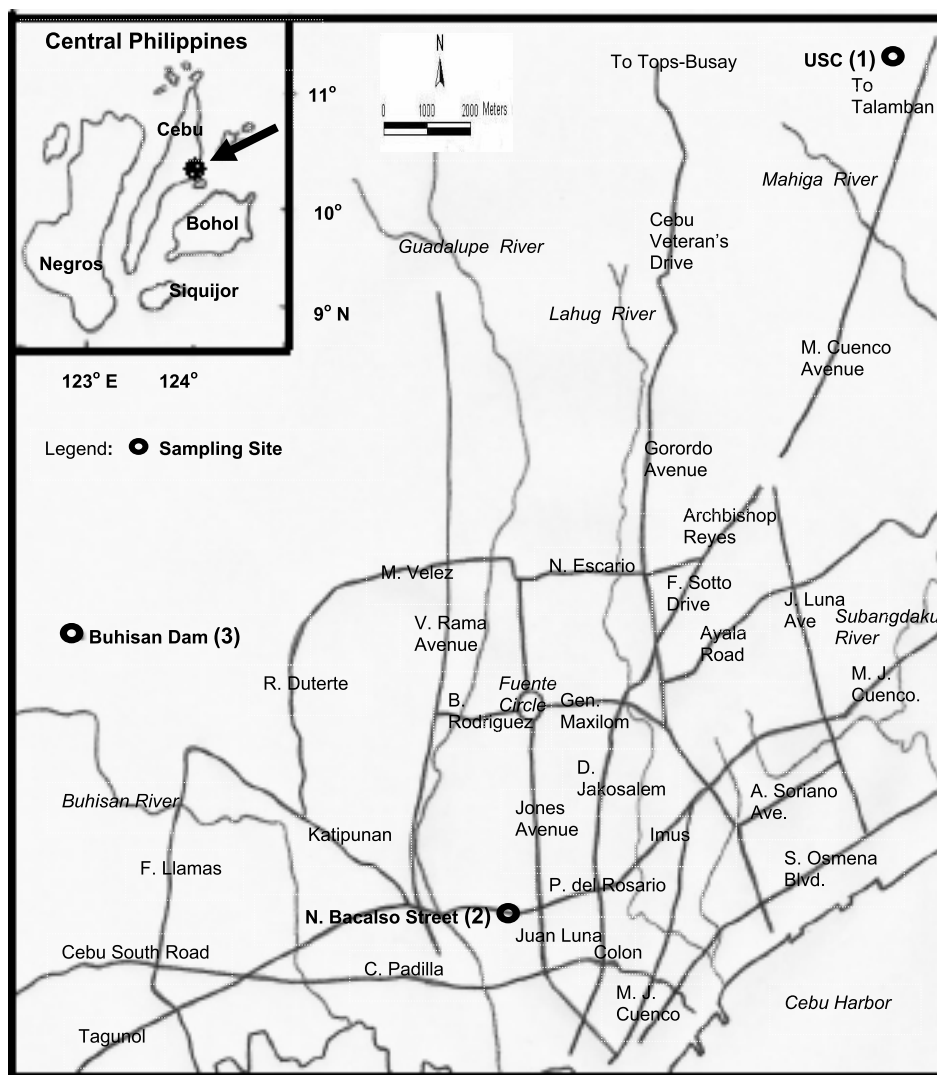 Central Philippines
Cebu
Bohol
Negros
Siquijor
11°
10°
9° N
123° E
124°
N
0 1000 2000 Meters
To Tops-Busay
USC (1)
To
Talamban
Mahiga River
Cebu
Veteran's
Drive
Guadalupe River
Lahug River
M. Cuenco
Avenue
Legend: Sampling Site
Gorordo
Avenue
Archbishop
Reyes
N. Escario
M. Velez
F. Sotto
Drive
J. Luna
Ave
Subangdaku
River
V. Rama
Avenue
Ayala
Road
Buhisan Dam (3)
R. Duterte
Fuente
Circle
M. J.
Cuenco.
B.
Rodriguez
Gen.
Maxilom
D.
Jakosalem
A. Soriano
Ave.
Buhisan River
Jones
Avenue
Imus
Katipunan
F. Llamas
S. Osmena
Blvd.
P. del Rosario
N. Bacalso Street (2)
Juan Luna
Cebu South Road
Colon
C. Padilla
M. J.
Cuenco
Cebu Harbor
Tagunol